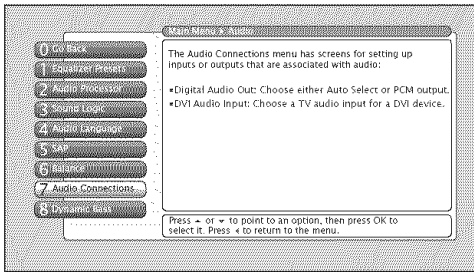 Main Menu ▸ Audio
0 Go Back
1 Equalizer Presets
2 Audio Processor
3 Sound Logic
4 Audio Language
5 SAP
6 Balance
7 Audio Connections
8 Dynamic Bass
The Audio Connections menu has screens for setting up
inputs or outputs that are associated with audio:
•Digital Audio Out: Choose either Auto Select or PCM output.
•DVI Audio Input: Choose a TV audio input for a DVI device.
Press ▲ or ▼ to point to an option, then press OK to
select it. Press ◂ to return to the menu.